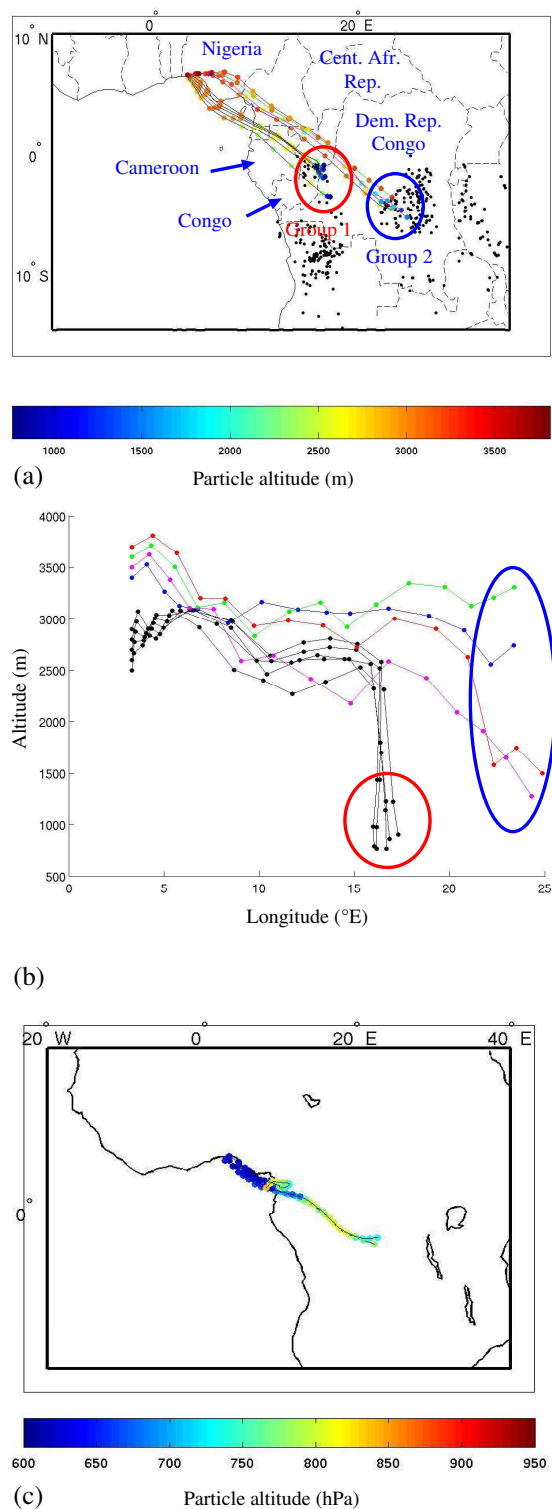 0 20 E
10 N
Nigeria
Cent. Afr.
Rep.
Dem. Rep.
Congo
0°
Cameroon
Congo
Group 1
Group 2
10 S
1000 1500 2000 2500 3000 3500
(a) Particle altitude (m)
4000
3500
3000
2500
2000
1500
1000
500
Altitude (m)
0 5 10 15 20 25
Longitude (°E)
(b)
20 W 0 20 E 40 E
0°
600 650 700 750 800 850 900 950
(c) Particle altitude (hPa)